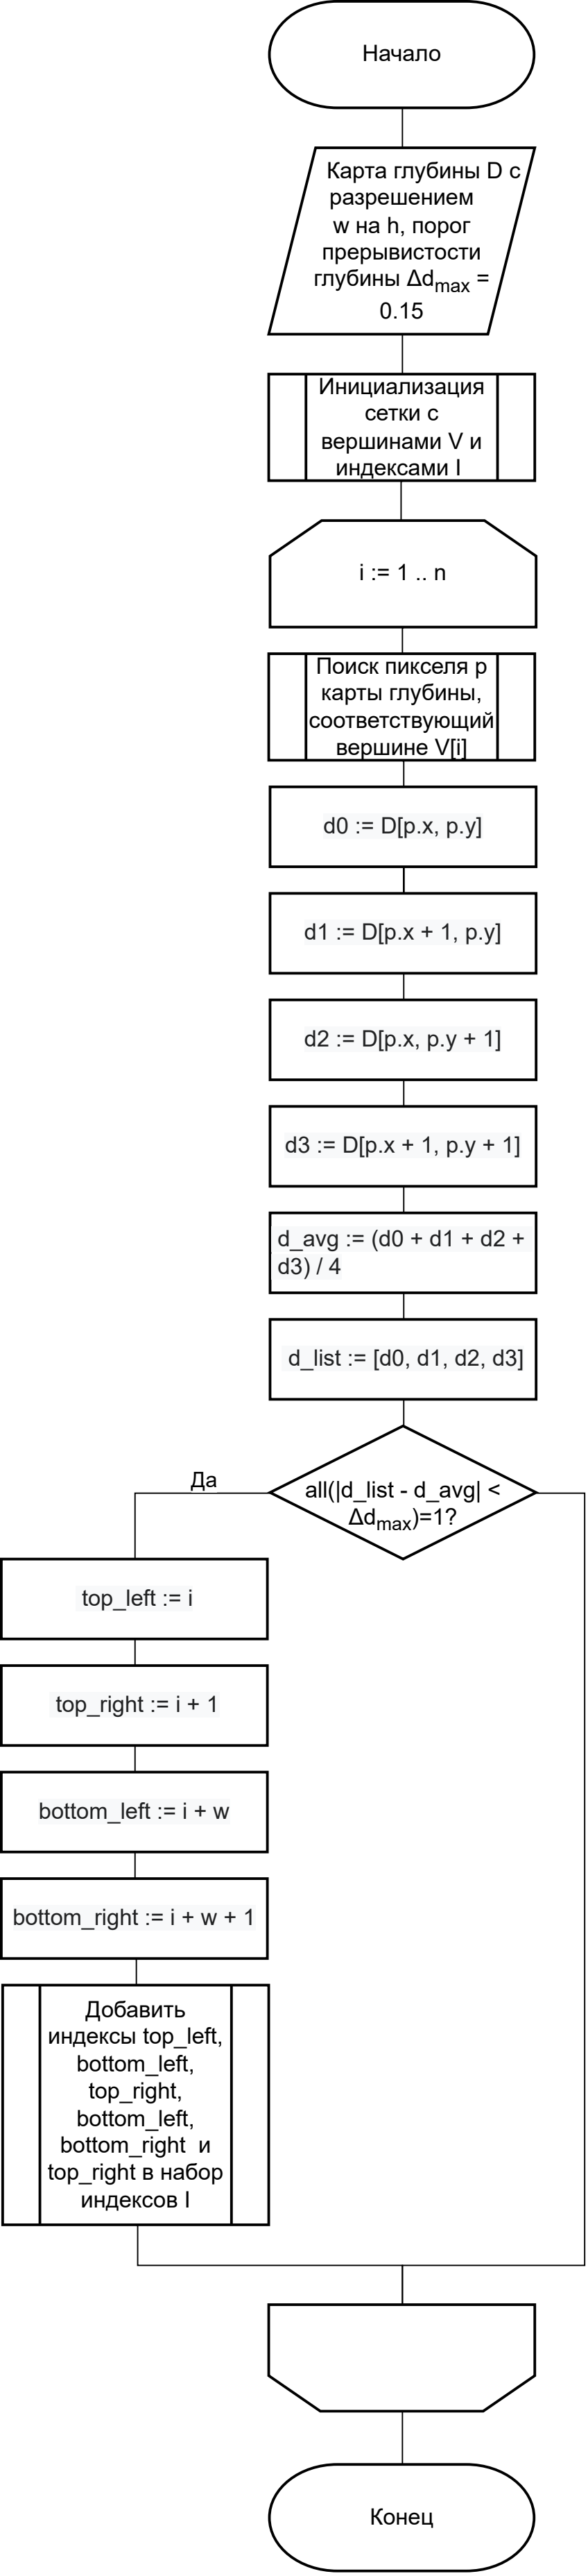 Начало
Карта глубины D с
разрешением
w на h, порог
прерывистости
глубины Δdmax =
0.15
Инициализация
сетки с
вершинами V и
индексами I
i := 1 .. n
Поиск пикселя p
карты глубины,
соответствующий
вершине V[i]
d0 := D[p.x, p.y]
d1 := D[p.x + 1, p.y]
d2 := D[p.x, p.y + 1]
d3 := D[p.x + 1, p.y + 1]
d_avg := (d0 + d1 + d2 +
d3) / 4
d_list := [d0, d1, d2, d3]
all(|d_list - d_avg| <
Δdmax)=1?
Да
top_left := i
top_right := i + 1
bottom_left := i + w
bottom_right := i + w + 1
Добавить
индексы top_left,
bottom_left,
top_right,
bottom_left,
bottom_right и
top_right в набор
индексов I
Конец